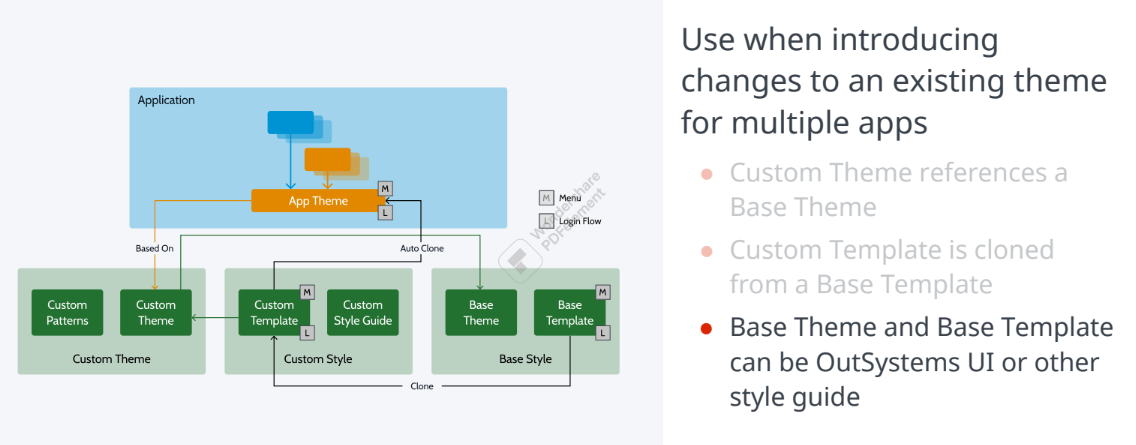 Application
App Theme
M
L
M Menu
L Login Flow
Wondershare
PDFelement
Based On
Auto Clone
Custom
Patterns
Custom
Theme
Custom Theme
Custom
Template
M
L
Custom
Style Guide
Custom Style
Base
Theme
Base
Template
M
L
Base Style
Clone
Use when introducing
changes to an existing theme
for multiple apps
● Custom Theme references a
Base Theme
● Custom Template is cloned
from a Base Template
● Base Theme and Base Template
can be OutSystems UI or other
style guide